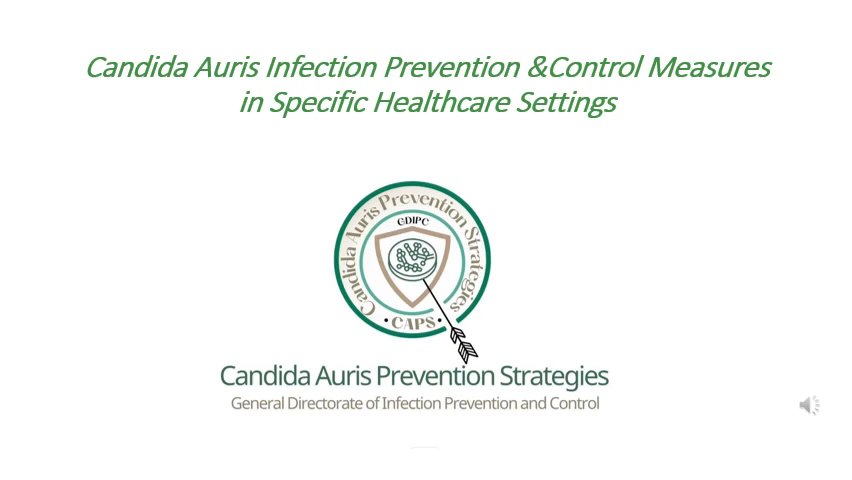 Candida Auris Infection Prevention &Control Measures
in Specific Healthcare Settings
Candida Auris Prevention Strategies
GDIPC
• CAPS •
Candida Auris Prevention Strategies
General Directorate of Infection Prevention and Control